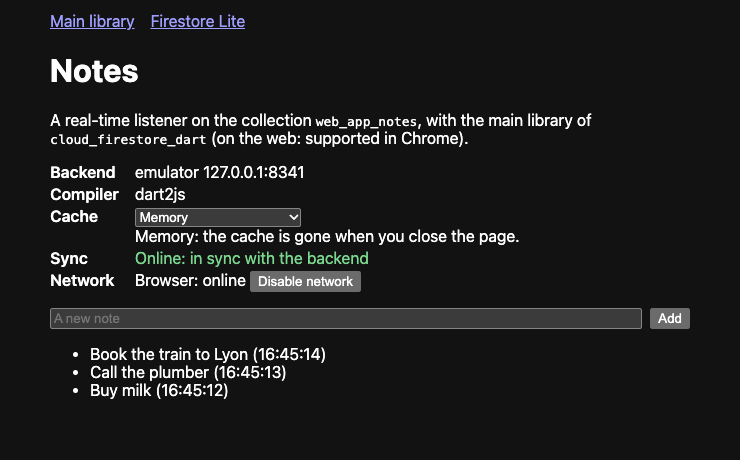 Main library Firestore Lite
Notes
A real-time listener on the collection web_app_notes, with the main library of
cloud_firestore_dart (on the web: supported in Chrome).
Backend emulator 127.0.0.1:8341
Compiler dart2js
Cache Memory
Memory: the cache is gone when you close the page.
Sync Online: in sync with the backend
Network Browser: online Disable network
A new note Add
• Book the train to Lyon (16:45:14)
• Call the plumber (16:45:13)
• Buy milk (16:45:12)